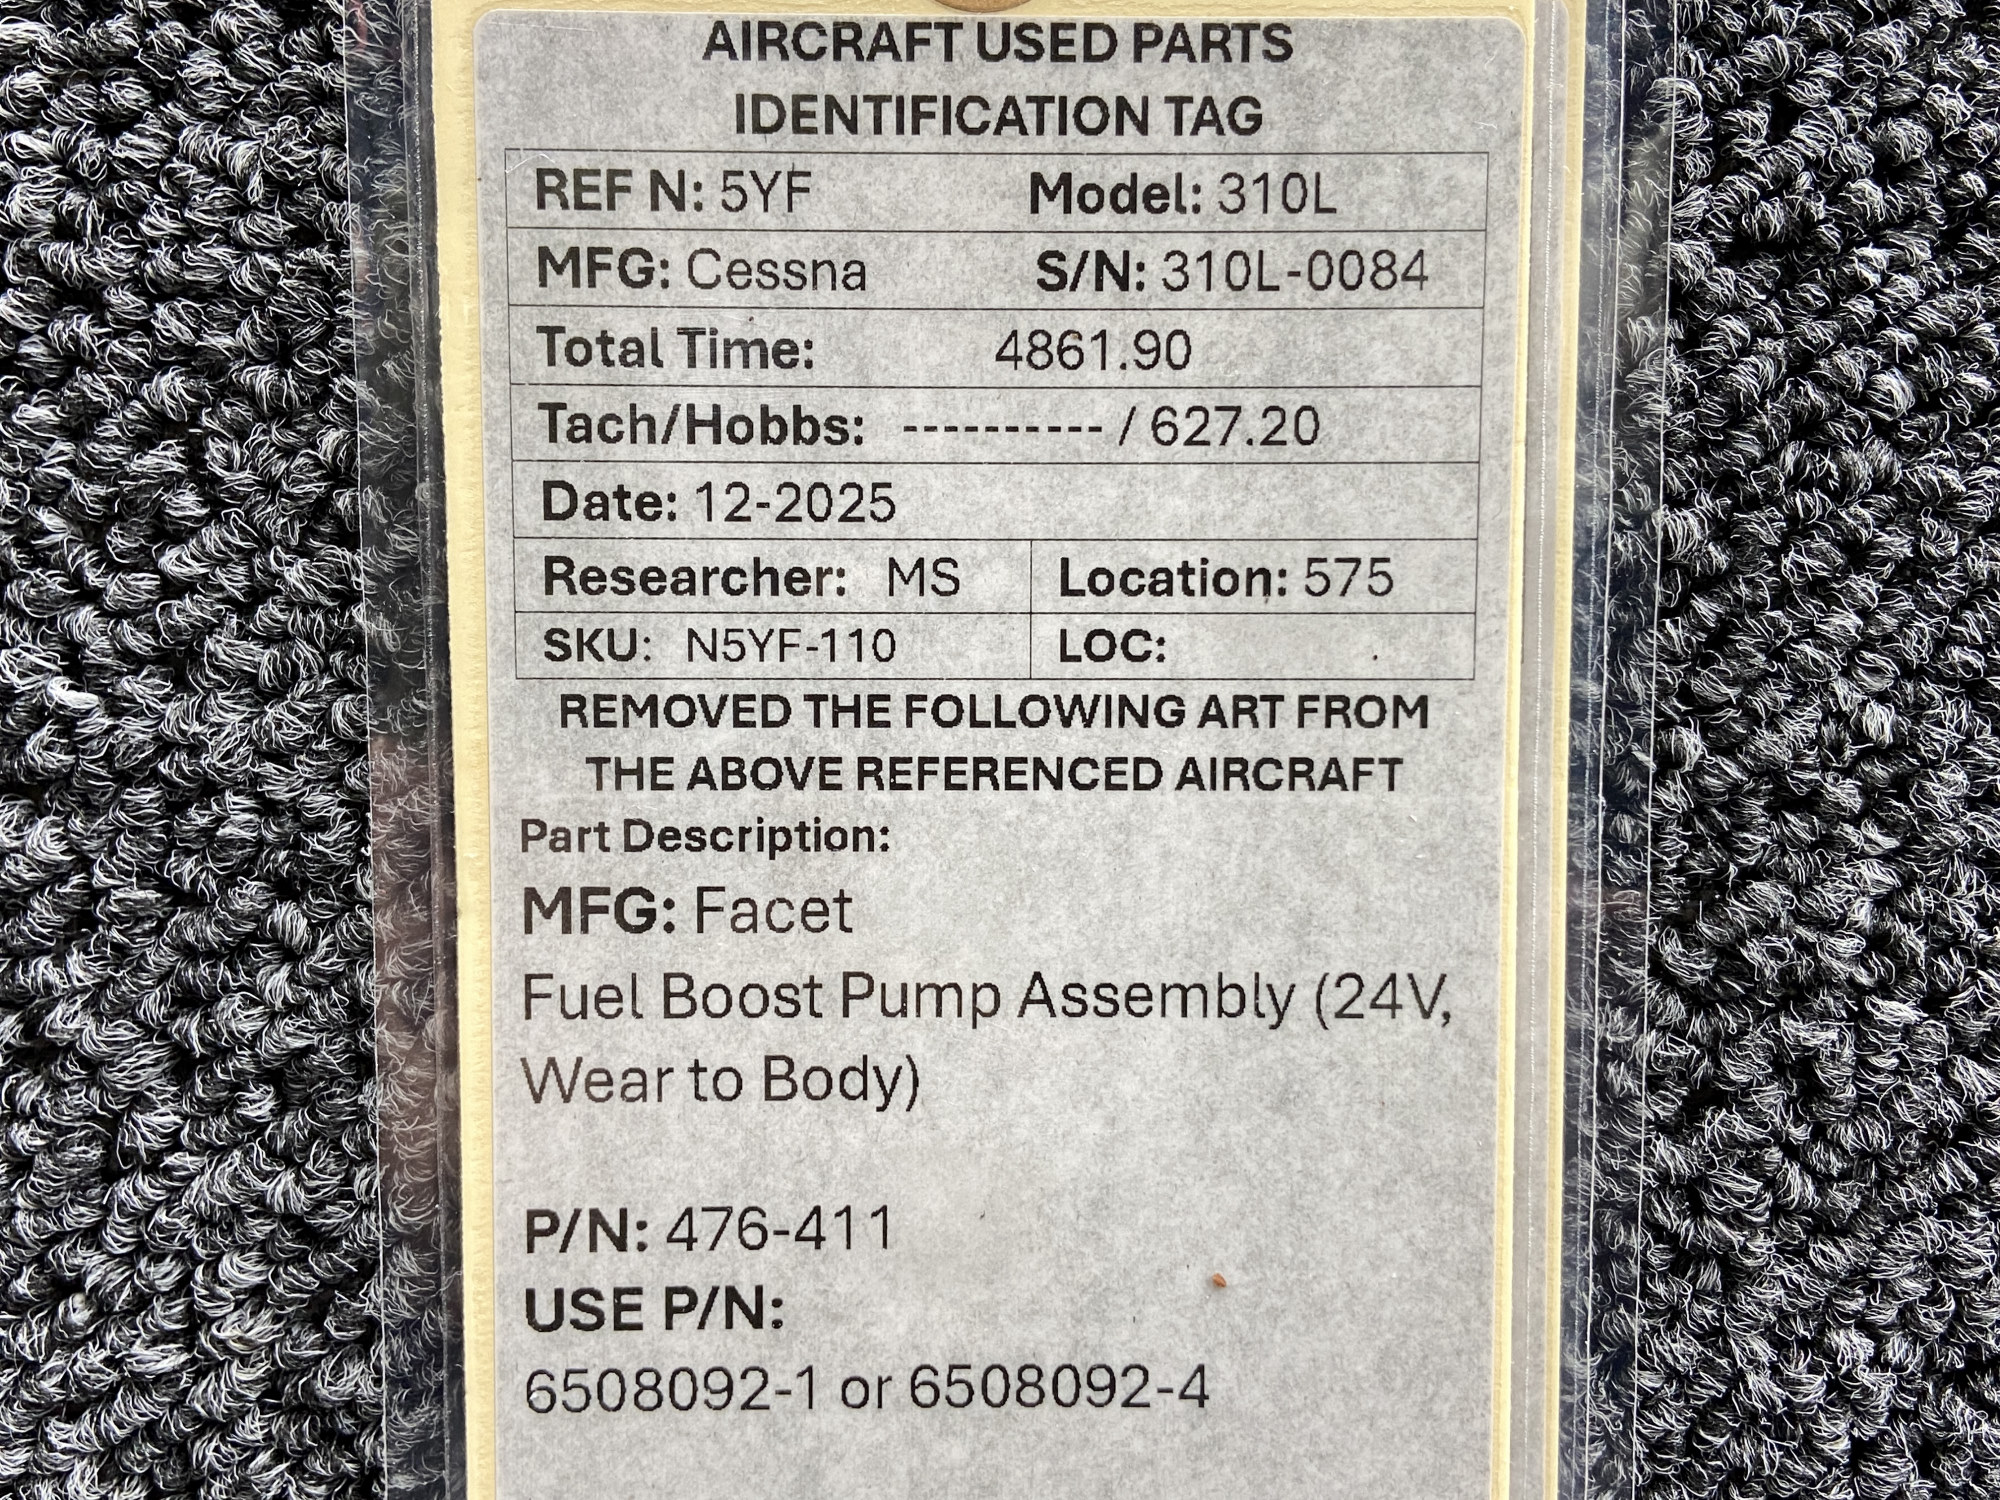 AIRCRAFT USED PARTS
IDENTIFICATION TAG
REF N: 5YF Model: 310L
MFG: Cessna S/N: 310L-0084
Total Time: 4861.90
Tach/Hobbs: ---------- / 627.20
Date: 12-2025
Researcher: MS Location: 575
SKU: N5YF-110 LOC:
REMOVED THE FOLLOWING ART FROM
THE ABOVE REFERENCED AIRCRAFT
Part Description:
MFG: Facet
Fuel Boost Pump Assembly (24V,
Wear to Body)
P/N: 476-411
USE P/N:
6508092-1 or 6508092-4